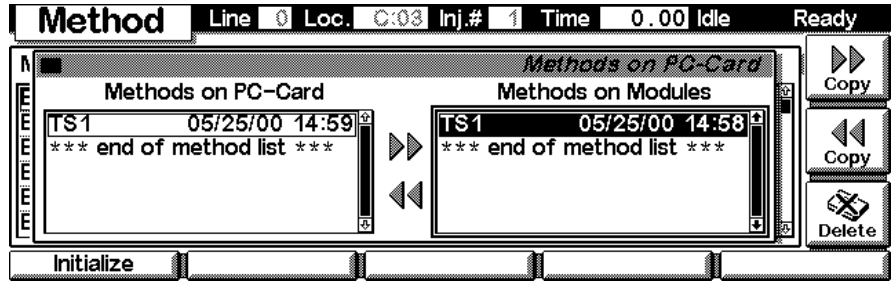 Method Line 0 Loc. C:03 Inj.# 1 Time 0.00 Idle Ready
Methods on PC-Card
Methods on PC-Card Methods on Modules
TS1 05/25/00 14:59 TS1 05/25/00 14:58
*** end of method list *** *** end of method list ***
Copy
Copy
Delete
Initialize